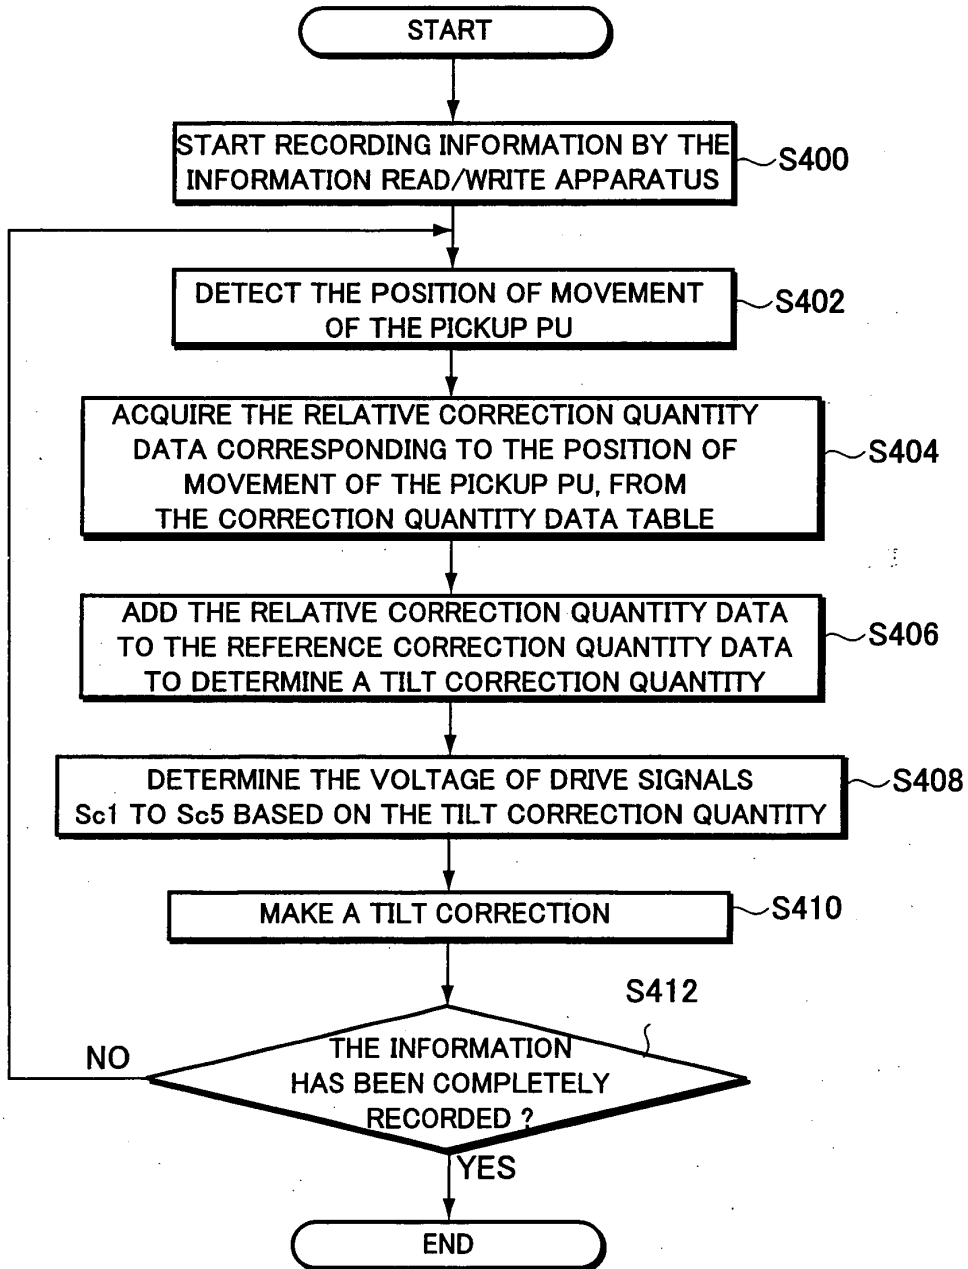 START
START RECORDING INFORMATION BY THE
INFORMATION READ/WRITE APPARATUS
S400
DETECT THE POSITION OF MOVEMENT
OF THE PICKUP PU
S402
ACQUIRE THE RELATIVE CORRECTION QUANTITY
DATA CORRESPONDING TO THE POSITION OF
MOVEMENT OF THE PICKUP PU, FROM
THE CORRECTION QUANTITY DATA TABLE
S404
ADD THE RELATIVE CORRECTION QUANTITY DATA
TO THE REFERENCE CORRECTION QUANTITY DATA
TO DETERMINE A TILT CORRECTION QUANTITY
S406
DETERMINE THE VOLTAGE OF DRIVE SIGNALS
Sc1 TO Sc5 BASED ON THE TILT CORRECTION QUANTITY
S408
MAKE A TILT CORRECTION
S410
S412
THE INFORMATION
HAS BEEN COMPLETELY
RECORDED ?
NO
YES
END